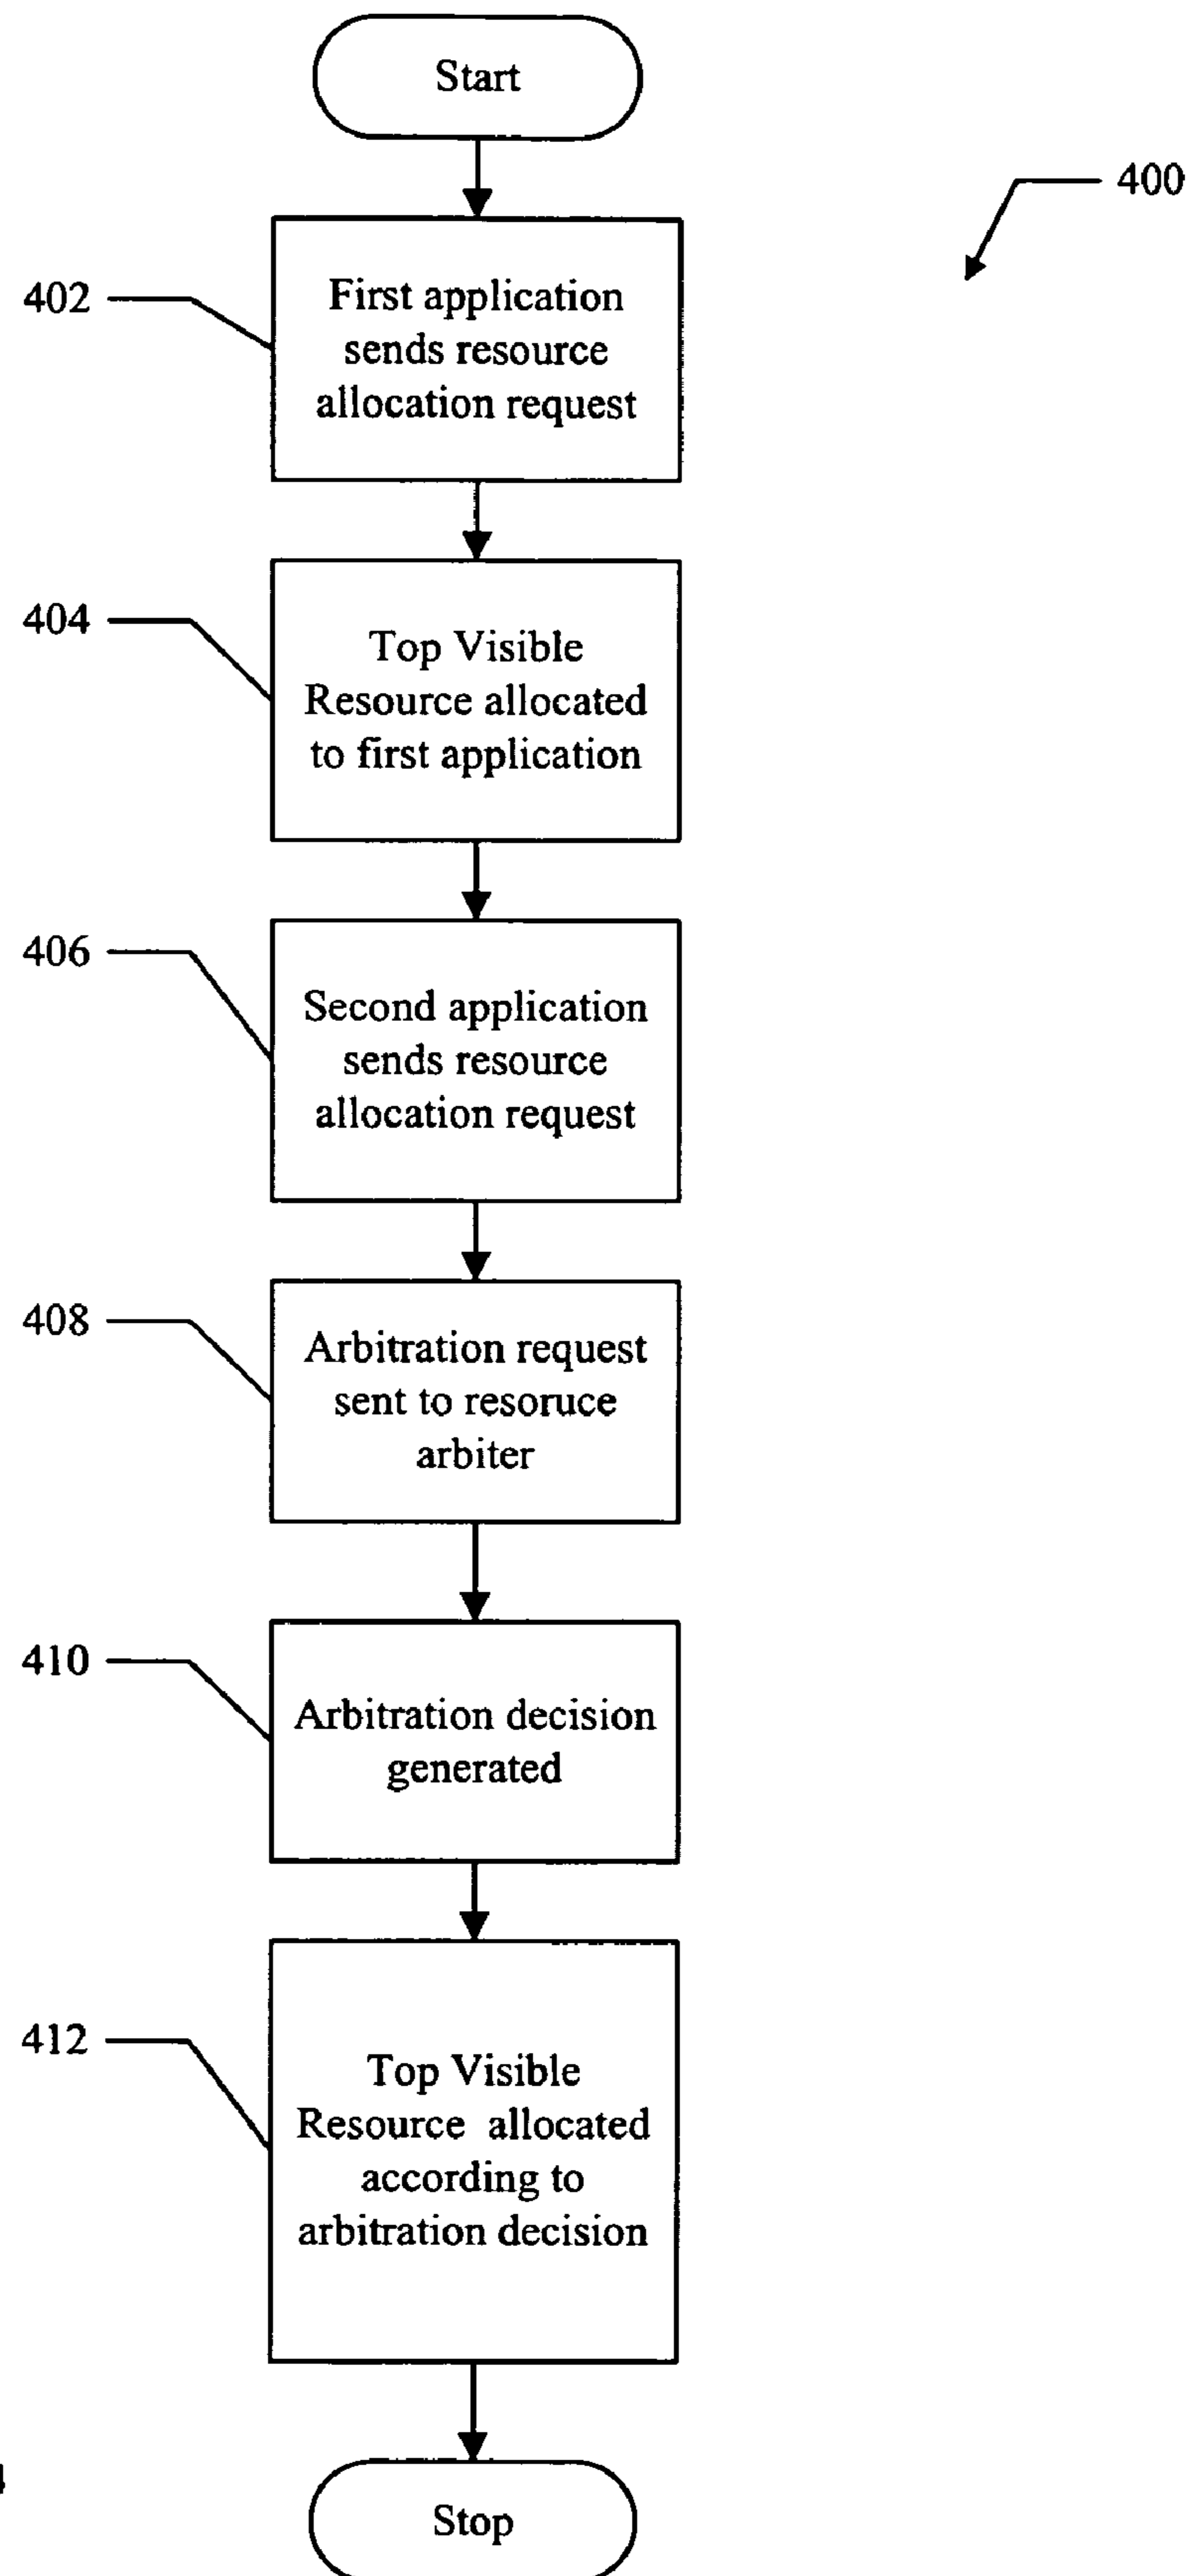 Start
400
402
First application
sends resource
allocation request
404
Top Visible
Resource allocated
to first application
406
Second application
sends resource
allocation request
408
Arbitration request
sent to resoruce
arbiter
410
Arbitration decision
generated
412
Top Visible
Resource allocated
according to
arbitration decision
Stop